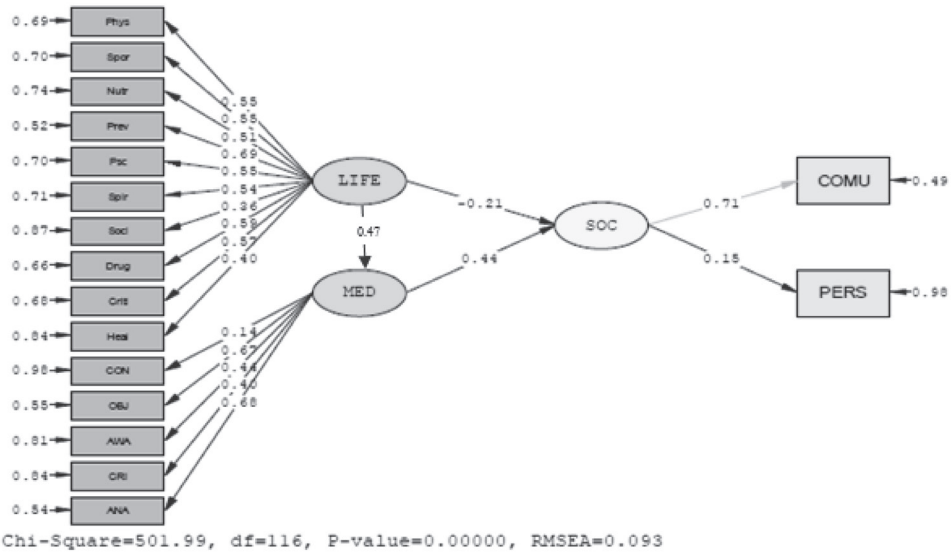 0.69 Phys
0.70 Spor
0.74 Nutr
0.52 Prev
0.70 Psc
0.71 Spir
0.87 Socl
0.66 Drug
0.68
0.84 Heal
0.98 CON
0.55 OBJ
0.81 AWA
0.84 CRI
0.54 ANA
0.55
0.55
0.51
0.69
0.55
0.54
0.36
0.59
0.57
0.40
LIFE
0.47
MED
0.14
0.67
0.44
0.40
0.68
-0.21
0.44
SOC
0.71
0.15
COMU 0.49
PERS 0.98
Chi-Square=501.99, df=116, P-value=0.00000, RMSEA=0.093